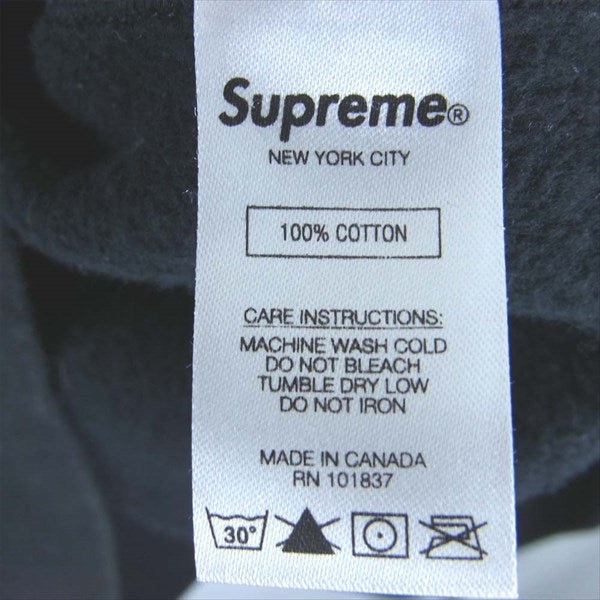 Supreme®
NEW YORK CITY
100% COTTON
CARE INSTRUCTIONS:
MACHINE WASH COLD
DO NOT BLEACH
TUMBLE DRY LOW
DO NOT IRON
MADE IN CANADA
RN 101837
30°